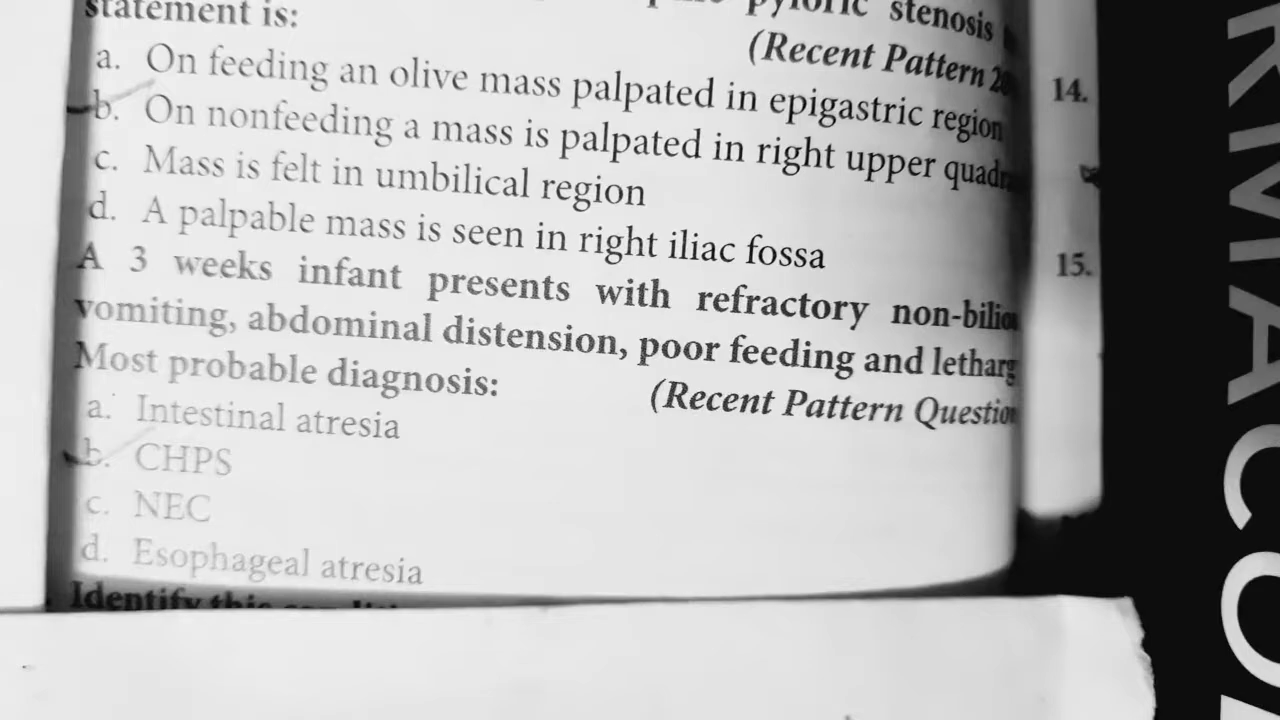 statement is:
pyloric stenosis
(Recent Pattern
a. On feeding an olive mass palpated in epigastric region
b. On nonfeeding a mass is palpated in right upper
c. Mass is felt in umbilical region
d. A palpable mass is seen in right iliac fossa
A 3 weeks infant presents with refractory
vomiting, abdominal distension, poor feeding and
Most probable diagnosis:
(Recent Pattern
a. Intestinal atresia
b. CHPS
c. NEC
d. Esophageal atresia
Identify this
14.
15.